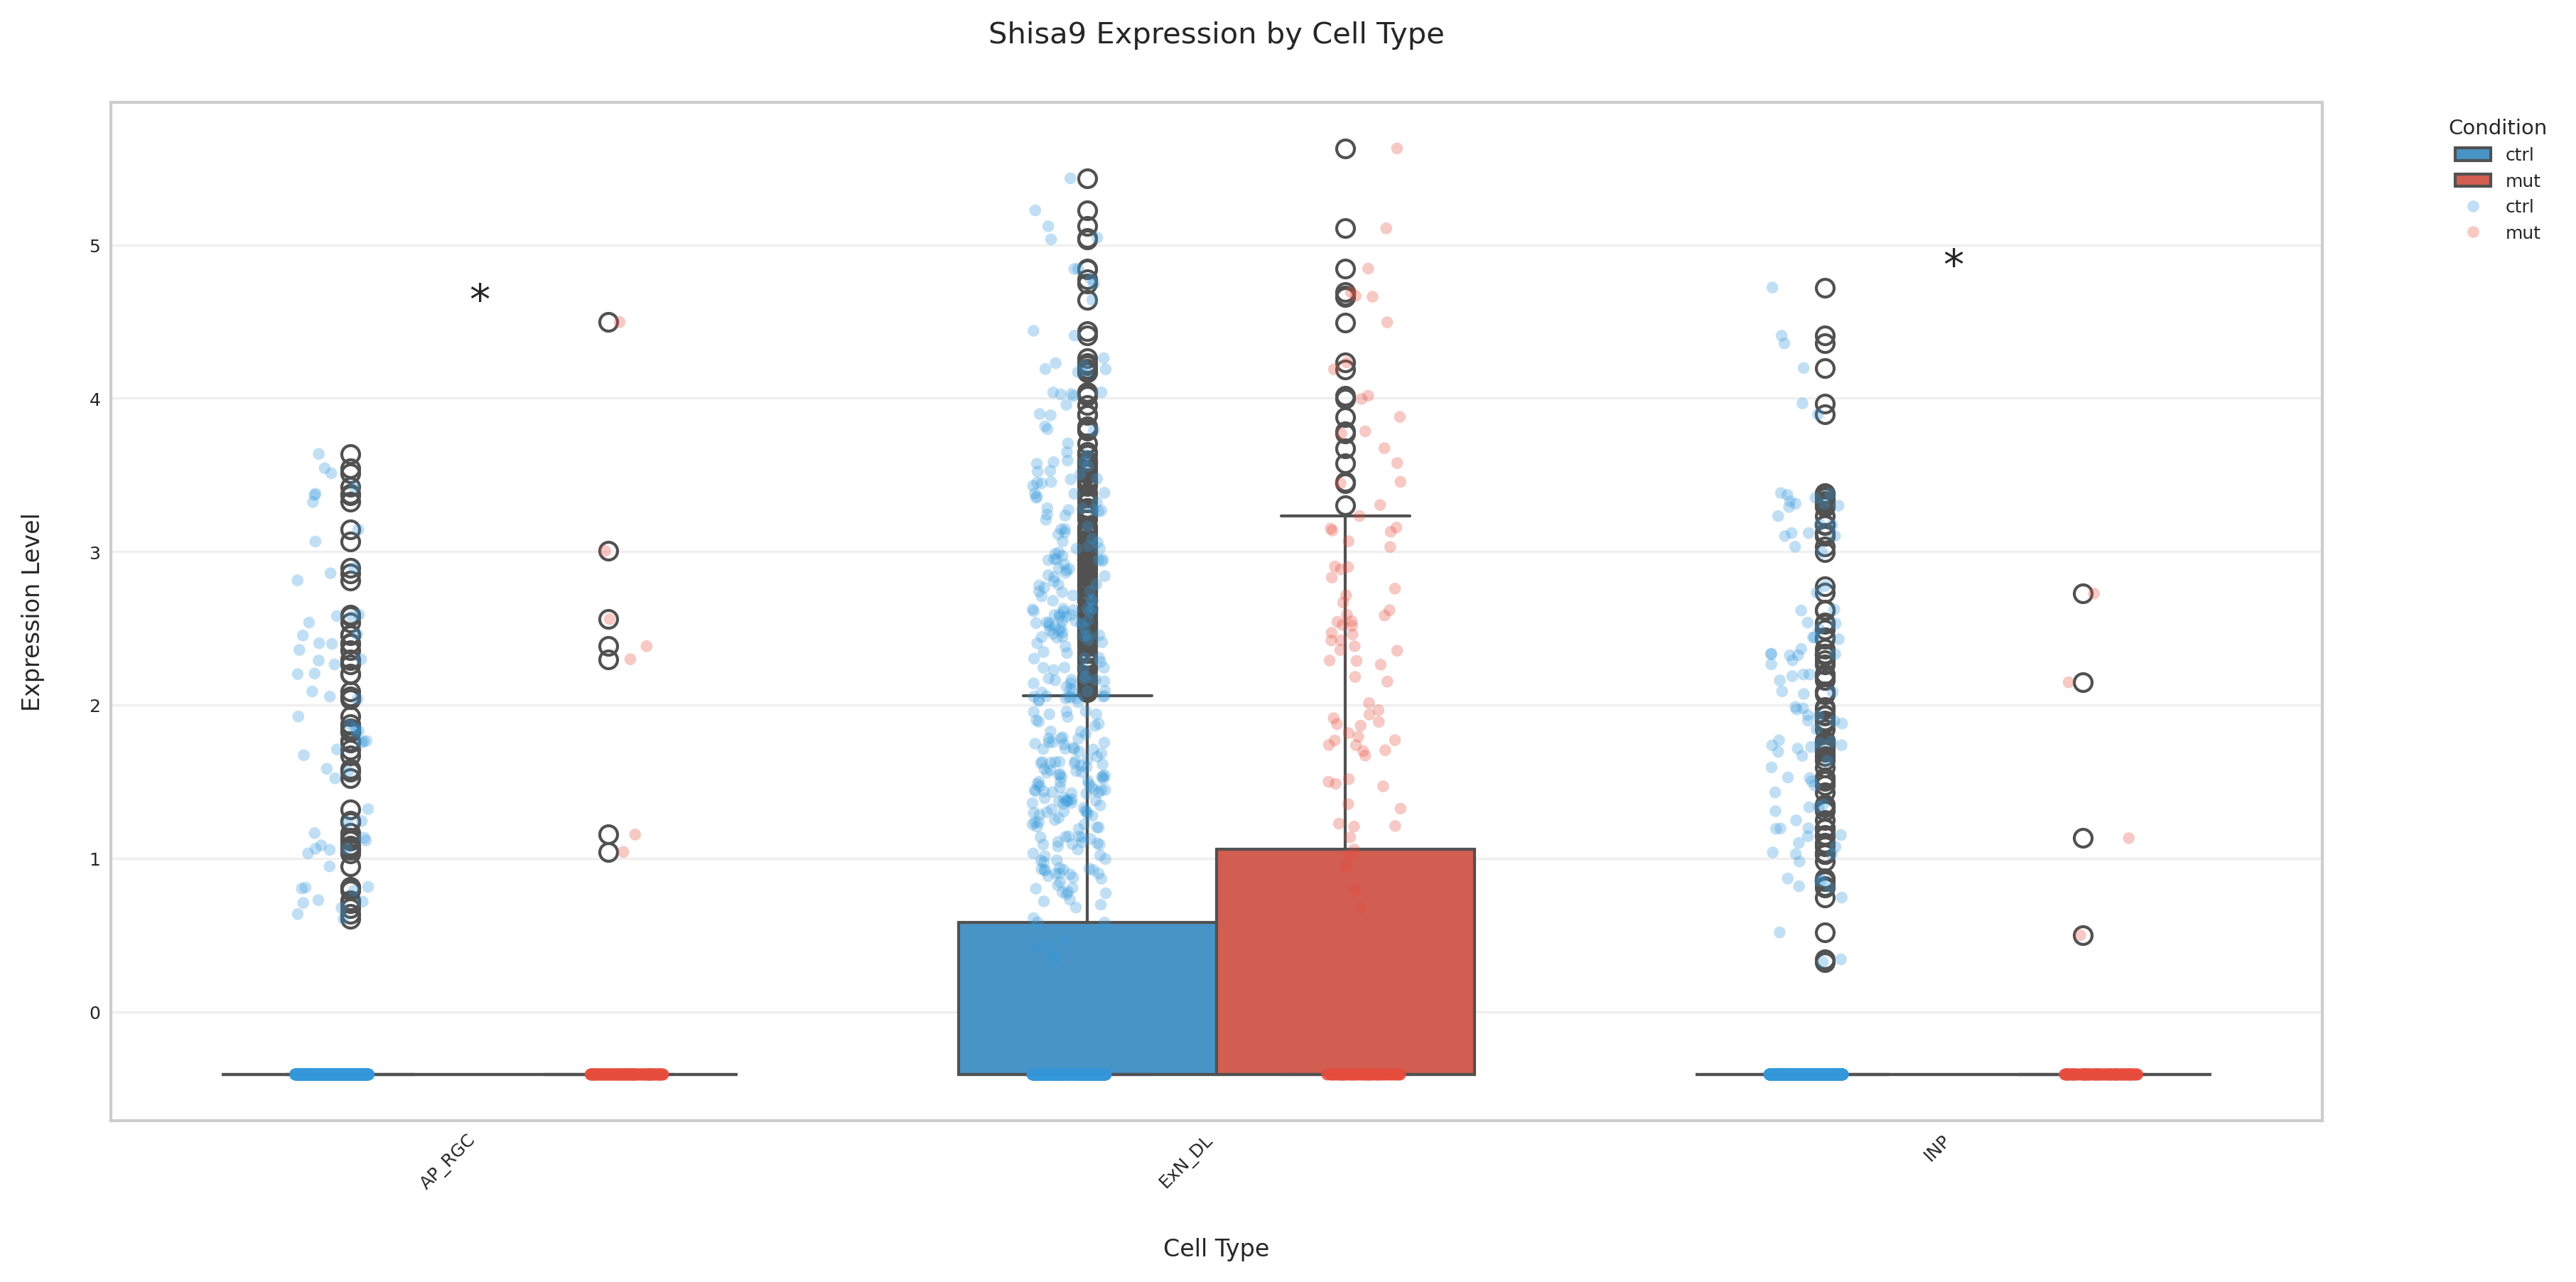 Shisa9 Expression by Cell Type
Condition
ctrl
mut
ctrl
mut
Expression Level
5
4
3
2
1
0
*
*
AP_RGC
ExN_DL
INP
Cell Type